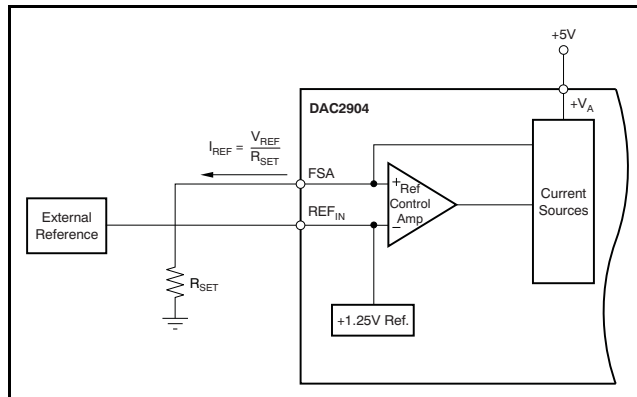 +5V
DAC2904
+V_A
I_REF = V_REF / R_SET
FSA
+
Ref
Control
Amp
–
Current
Sources
External
Reference
REF_IN
R_SET
+1.25V Ref.